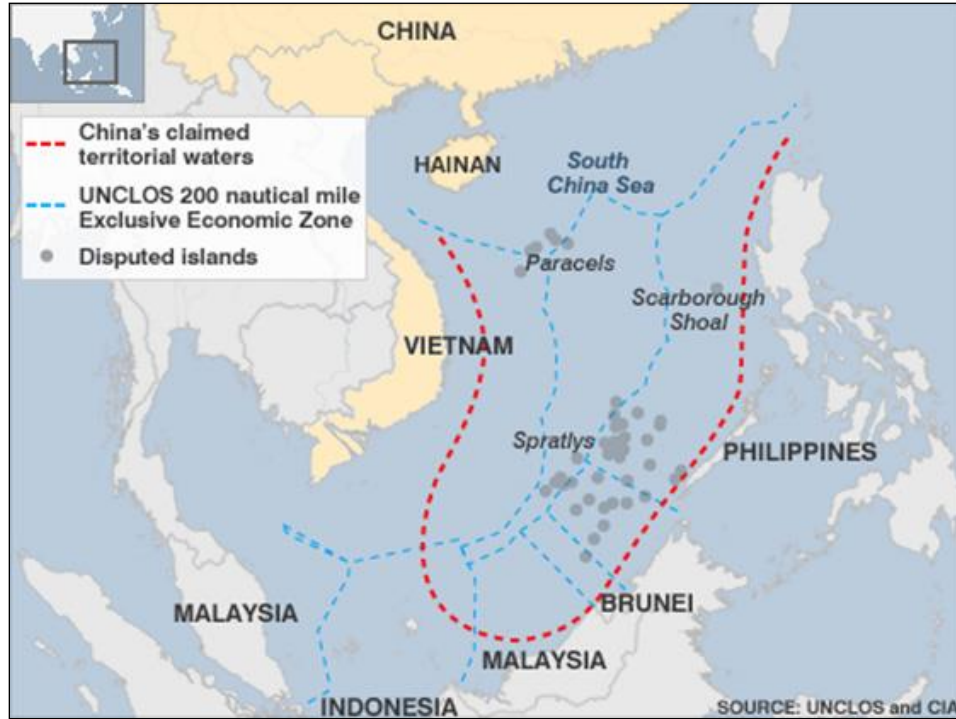 CHINA
China's claimed
territorial waters
UNCLOS 200 nautical mile
Exclusive Economic Zone
Disputed islands
HAINAN
South
China Sea
Paracels
Scarborough
Shoal
VIETNAM
Spratlys
PHILIPPINES
MALAYSIA
BRUNEI
MALAYSIA
INDONESIA
SOURCE: UNCLOS and CIA